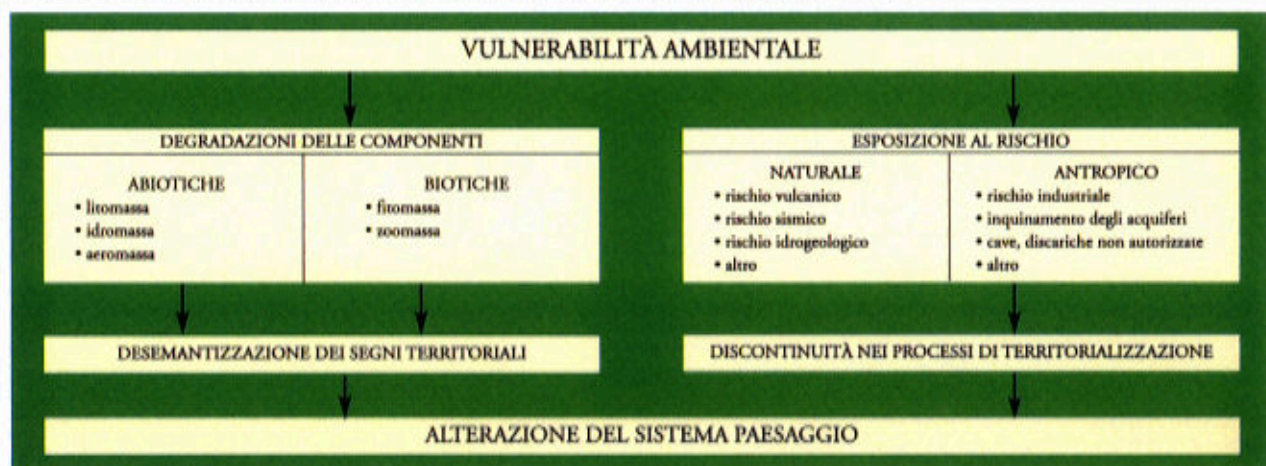 VULNERABILITÀ AMBIENTALE
DEGRADAZIONI DELLE COMPONENTI
ABIOTICHE
• litomassa
• idromassa
• aeromassa
BIOTICHE
• fitomassa
• zoomassa
ESPOSIZIONE AL RISCHIO
NATURALE
• rischio vulcanico
• rischio sismico
• rischio idrogeologico
• altro
ANTROPICO
• rischio industriale
• inquinamento degli acquiferi
• cave, discariche non autorizzate
• altro
DESEMANTIZZAZIONE DEI SEGNI TERRITORIALI
DISCONTINUITÀ NEI PROCESSI DI TERRITORIALIZZAZIONE
ALTERAZIONE DEL SISTEMA PAESAGGIO